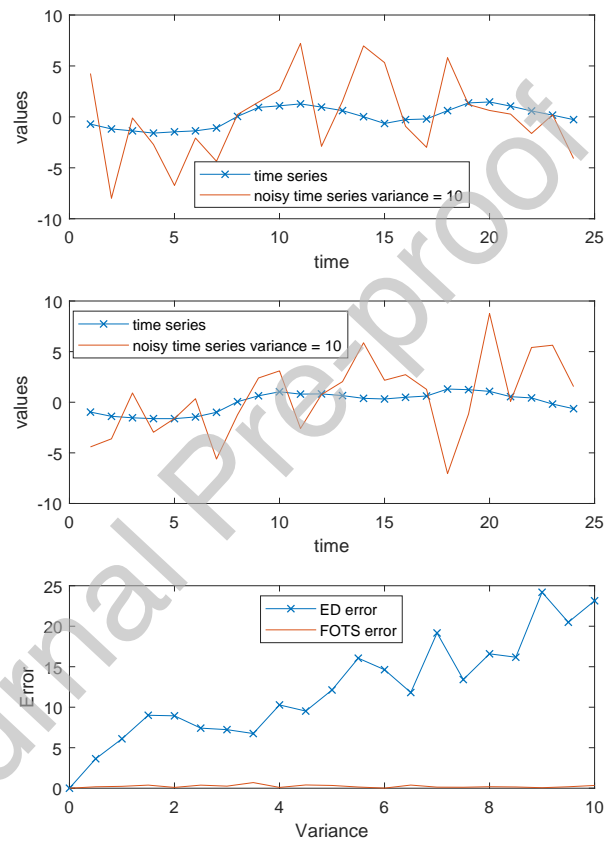 10
5
0
-5
-10
values
time series
noisy time series variance = 10
0 5 10 15 20 25
time
10
5
0
-5
-10
values
time series
noisy time series variance = 10
0 5 10 15 20 25
time
25
20
15
10
5
0
Error
ED error
FOTS error
0 2 4 6 8 10
Variance
urnal Pre-proof